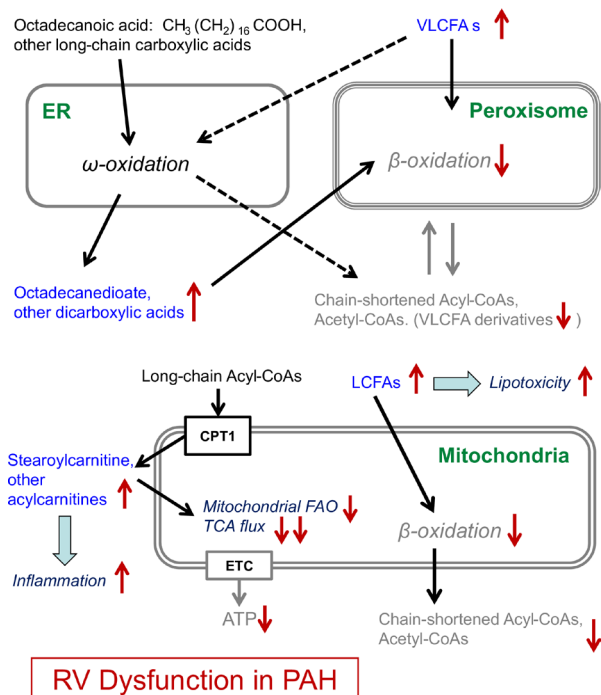 Octadecanoic acid: CH3(CH2)16COOH,
other long-chain carboxylic acids
VLCFA s
ER
Peroxisome
ω-oxidation
β-oxidation
Octadecanedioate,
other dicarboxylic acids
Chain-shortened Acyl-CoAs,
Acetyl-CoAs. (VLCFA derivatives )
Long-chain Acyl-CoAs
LCFAs
Lipotoxicity
CPT1
Mitochondria
Stearoylcarnitine,
other
acylcarnitines
Mitochondrial FAO
TCA flux
β-oxidation
ETC
Inflammation
ATP
Chain-shortened Acyl-CoAs,
Acetyl-CoAs
RV Dysfunction in PAH